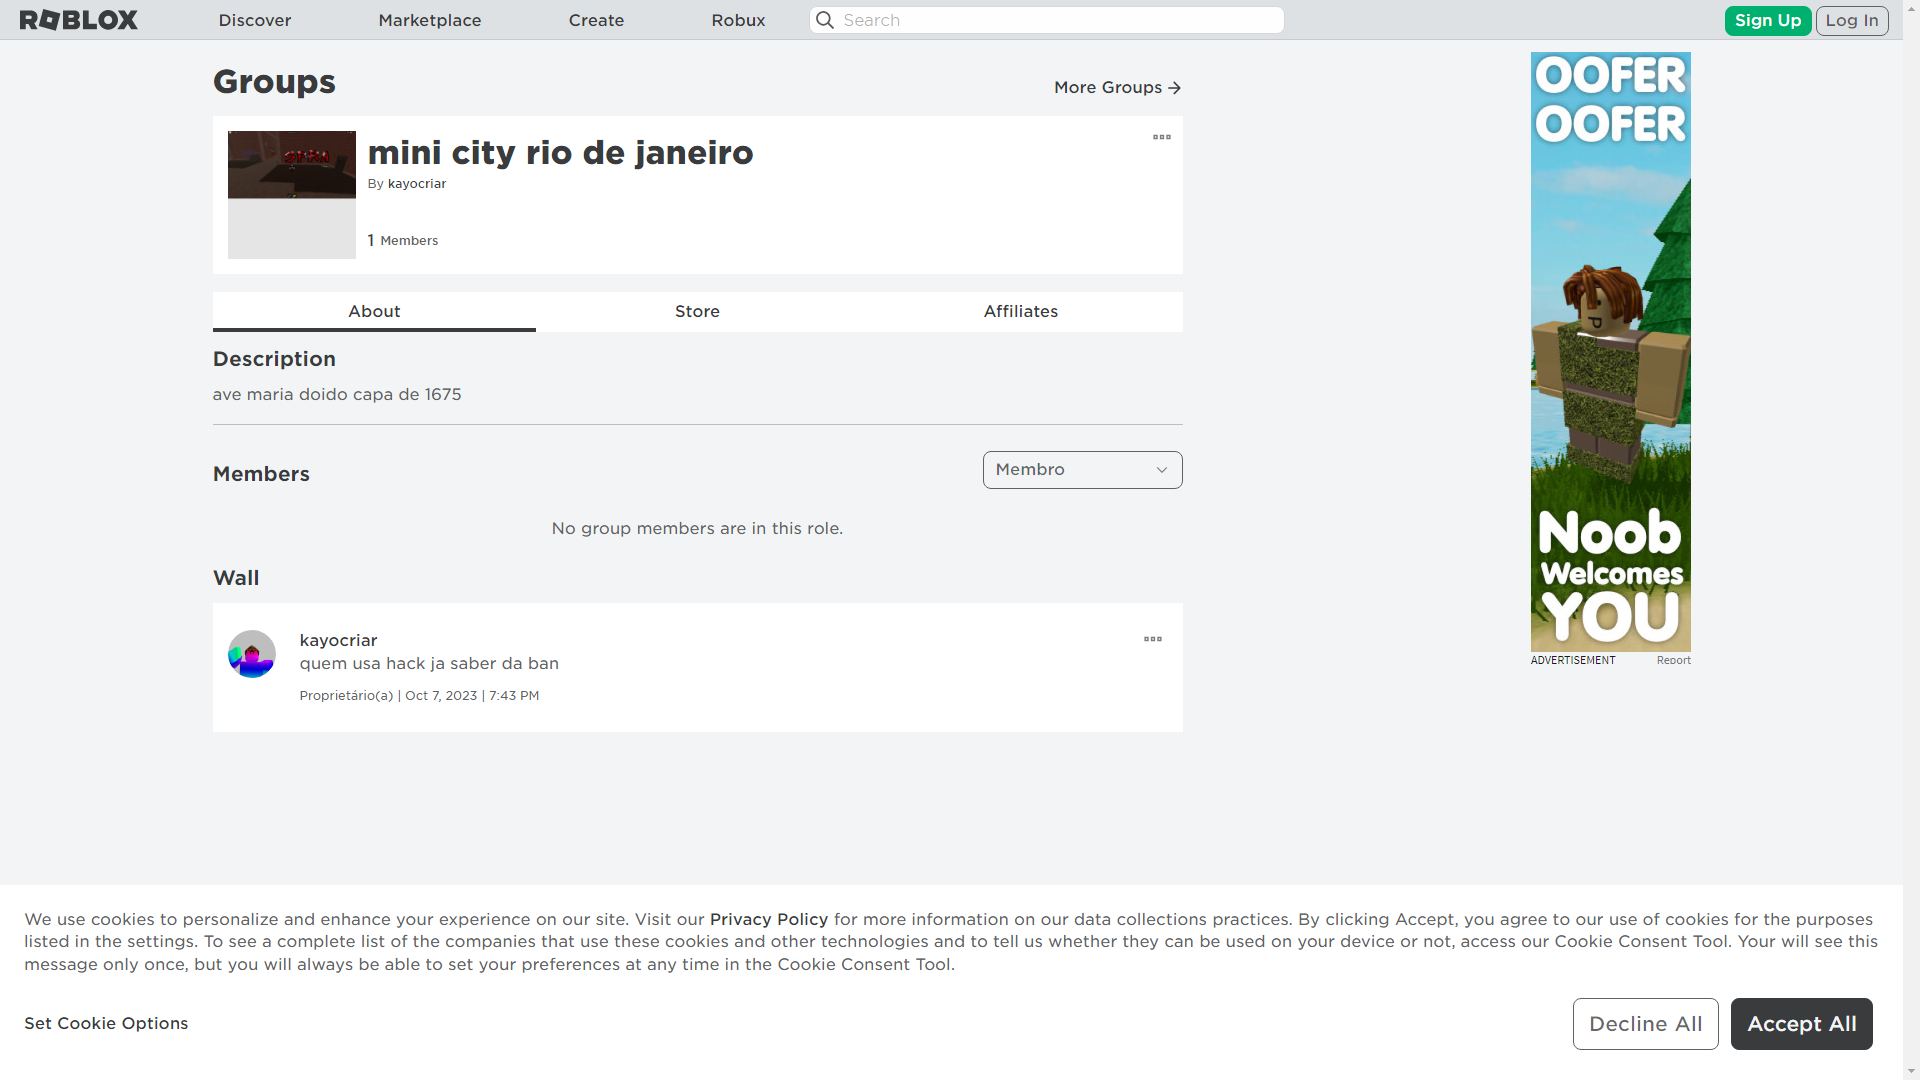 ROBLOX
Discover
Marketplace
Create
Robux
Search
Sign Up
Log In
Groups
More Groups
mini city rio de janeiro
By kayocriar
1 Members
About
Store
Affiliates
Description
ave maria doido capa de 1675
Members
Membro
No group members are in this role.
Wall
kayocriar
quem usa hack ja saber da ban
Proprietário(a) | Oct 7, 2023 | 7:43 PM
OOFER
OOFER
Noob
Welcomes
YOU
ADVERTISEMENT
Report
We use cookies to personalize and enhance your experience on our site. Visit our Privacy Policy for more information on our data collections practices. By clicking Accept, you agree to our use of cookies for the purposes
listed in the settings. To see a complete list of the companies that use these cookies and other technologies and to tell us whether they can be used on your device or not, access our Cookie Consent Tool. Your will see this
message only once, but you will always be able to set your preferences at any time in the Cookie Consent Tool.
Set Cookie Options
Decline All
Accept All